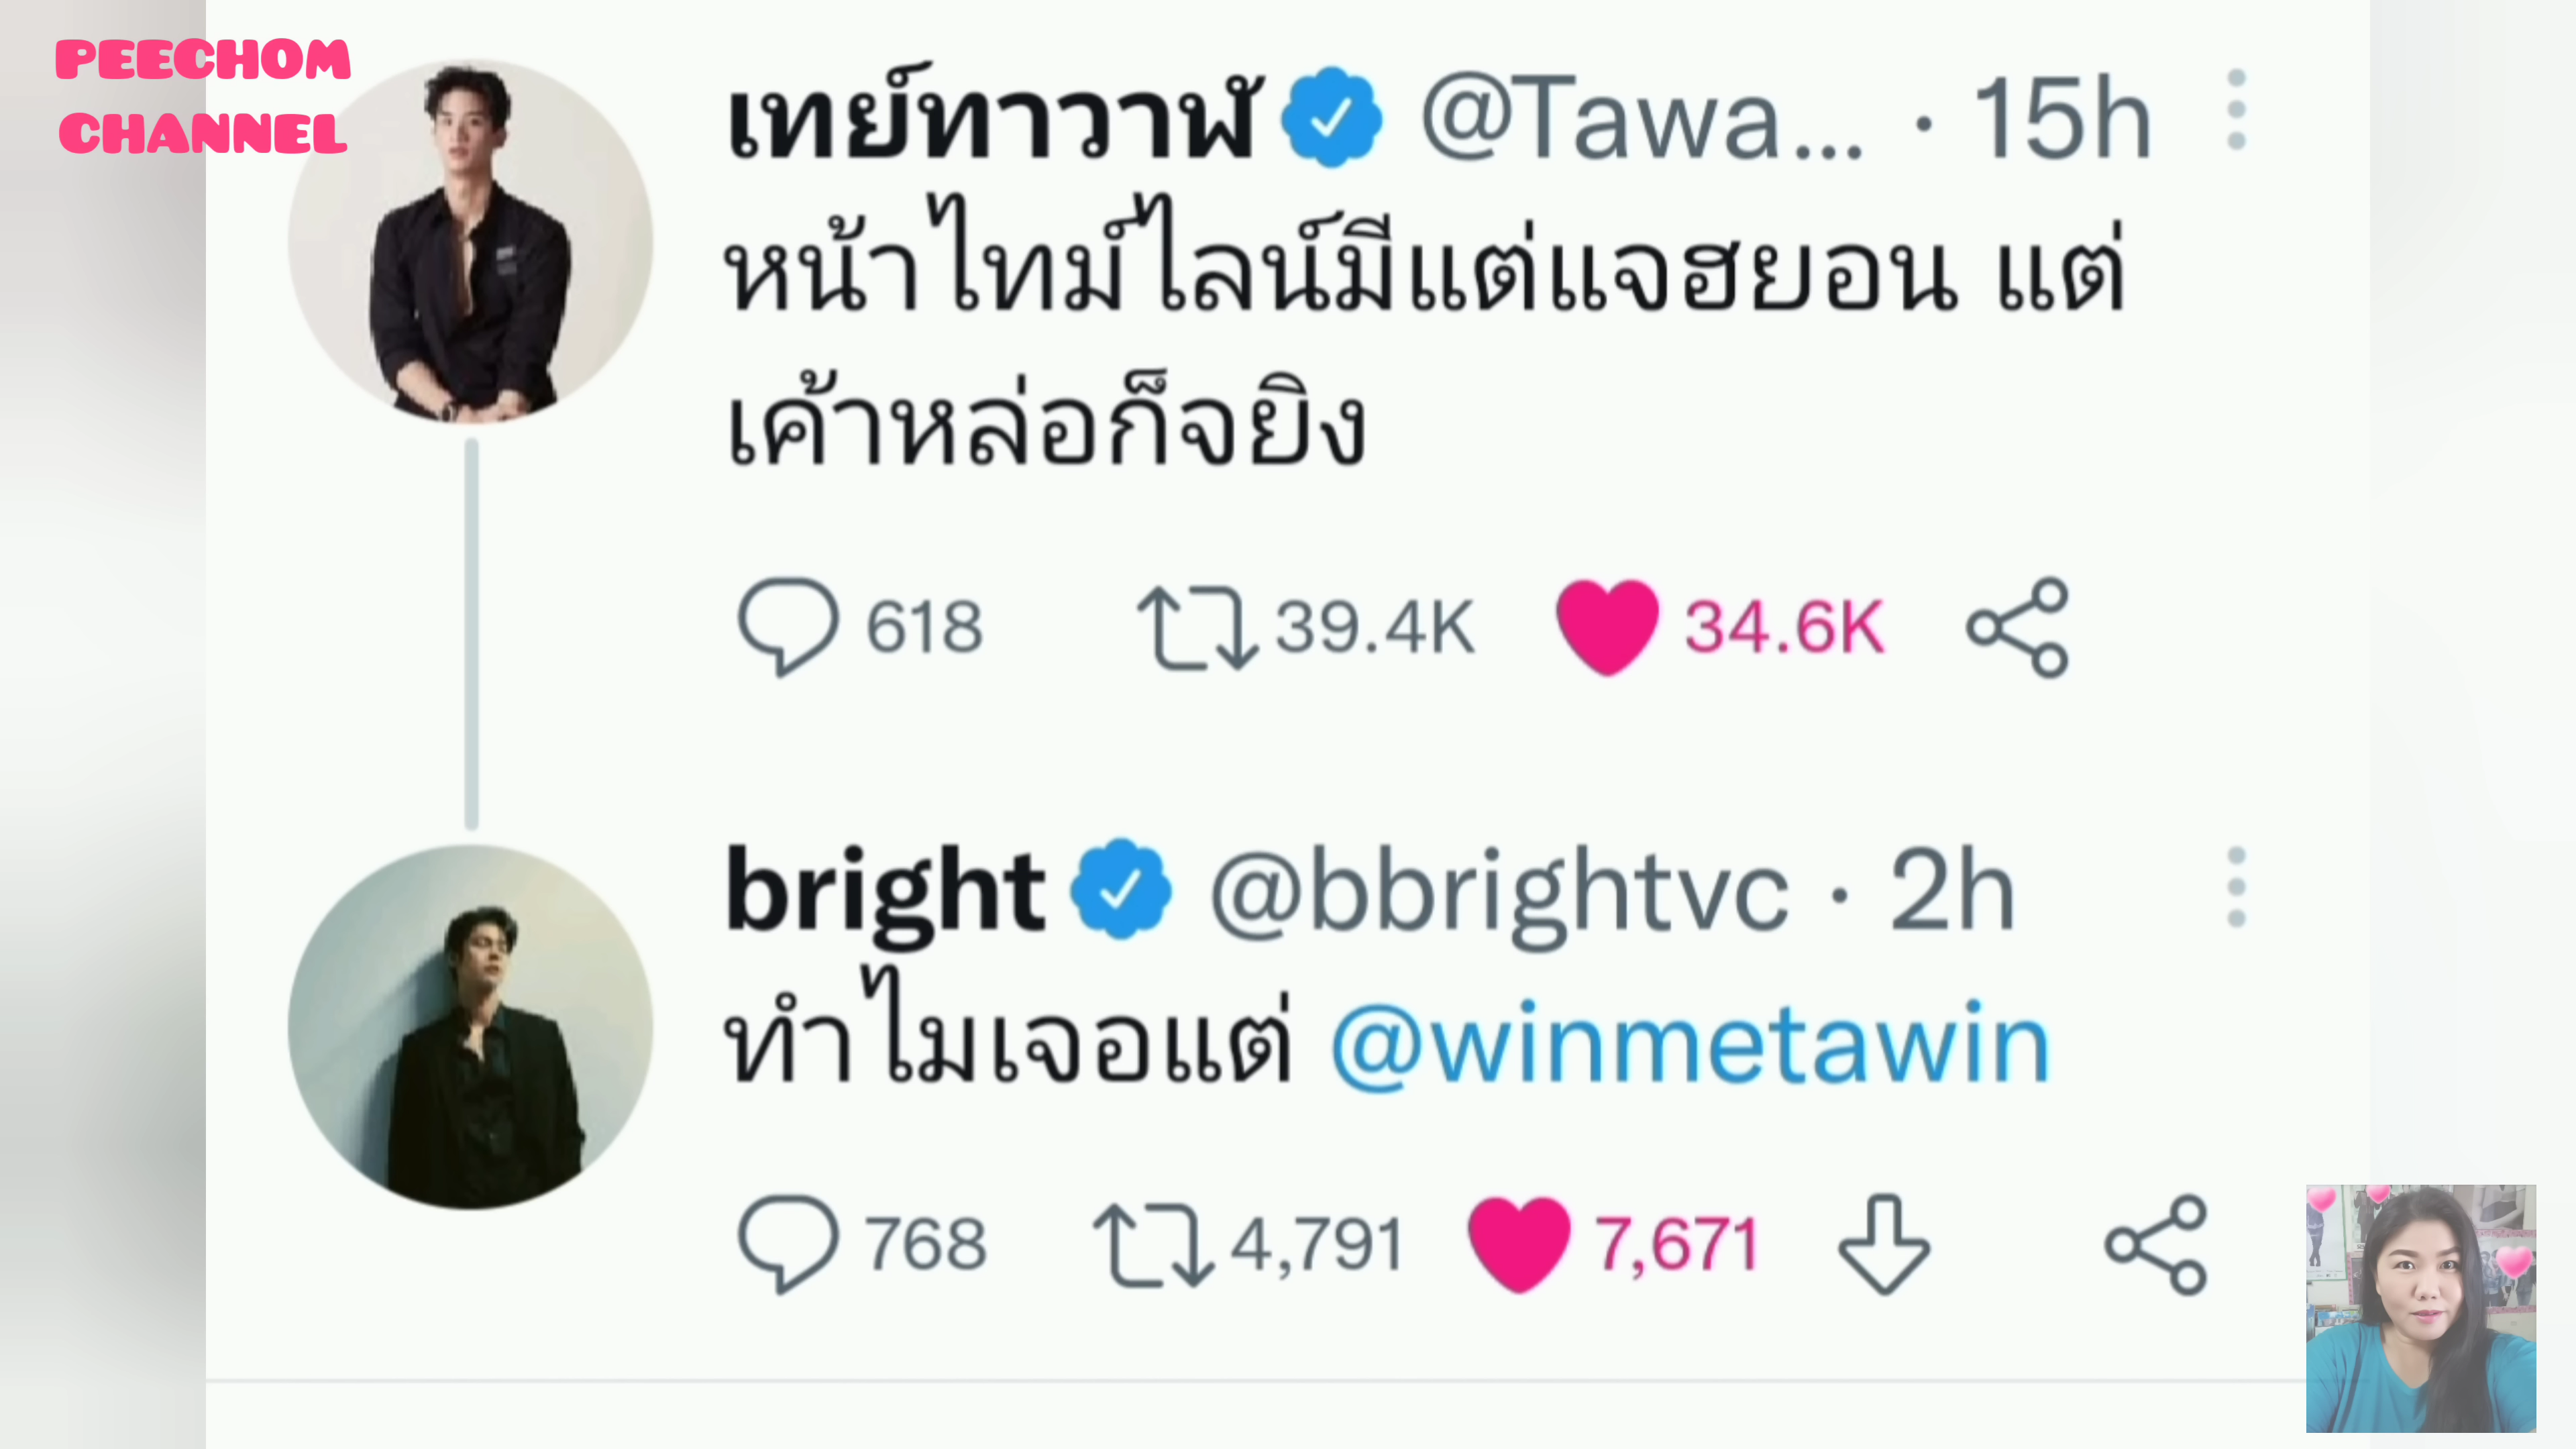 PEECHOM
CHANNEL
เทย์ทาวาฬ @Tawa... · 15h
หน้าไทม์ไลน์มีแต่แจฮยอน แต่
เค้าหล่อก็จยิง
618 39.4K 34.6K
bright @bbrightvc · 2h
ทำไมเจอแต่ @winmetawin
768 4,791 7,671